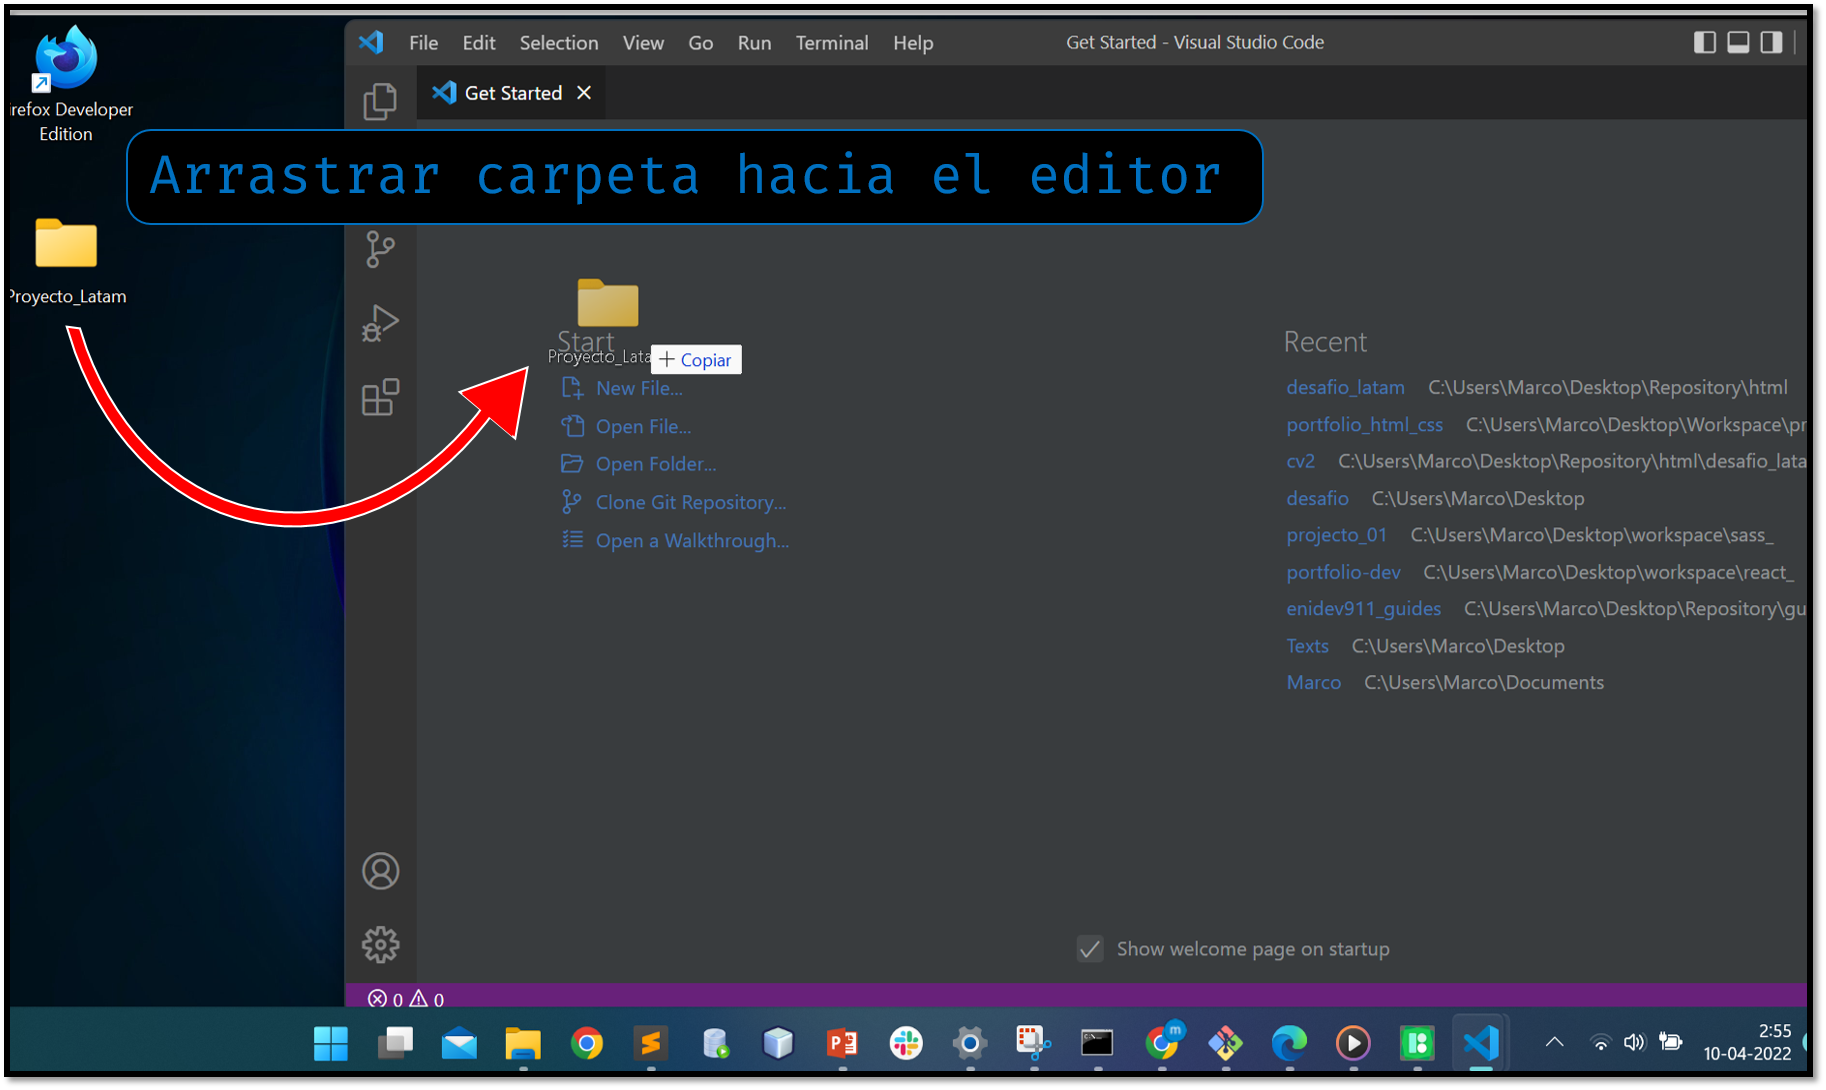 File Edit Selection View Go Run Terminal Help
Get Started - Visual Studio Code
Get Started
irefox Developer
Edition
Arrastrar carpeta hacia el editor
Proyecto_Latam
Start
Proyecto_Lata
+ Copiar
New File...
Open File...
Open Folder...
Clone Git Repository...
Open a Walkthrough...
Recent
desafio_latam C:\Users\Marco\Desktop\Repository\html
portfolio_html_css C:\Users\Marco\Desktop\Workspace\pr
cv2 C:\Users\Marco\Desktop\Repository\html\desafio_lata
desafio C:\Users\Marco\Desktop
projecto_01 C:\Users\Marco\Desktop\workspace\sass_
portfolio-dev C:\Users\Marco\Desktop\workspace\react_
enidev911_guides C:\Users\Marco\Desktop\Repository\gu
Texts C:\Users\Marco\Desktop
Marco C:\Users\Marco\Documents
Show welcome page on startup
0 0
m
2:55
10-04-2022